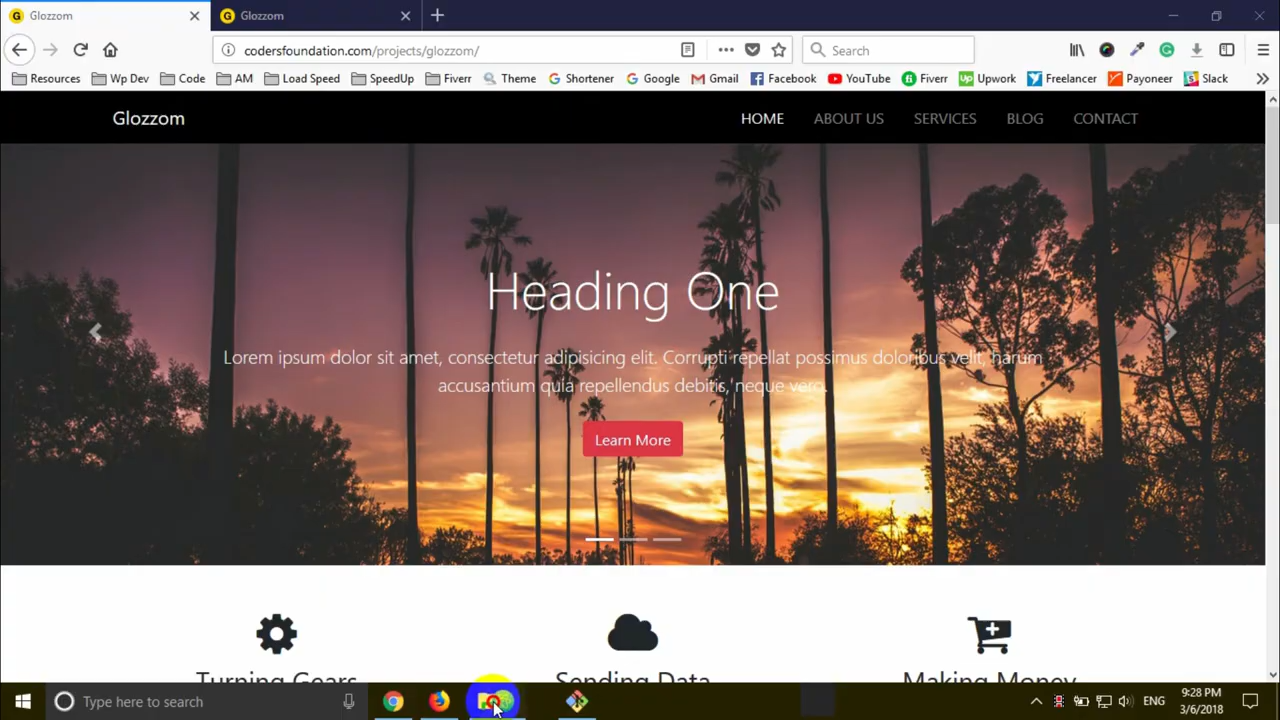 Glozzom
Glozzom
codersfoundation.com/projects/glozzom/
Search
Resources Wp Dev Code AM Load Speed SpeedUp Fiverr Theme Shortener Google Gmail Facebook YouTube Fiverr Upwork Freelancer Payoneer Slack
Glozzom HOME ABOUT US SERVICES BLOG CONTACT
Heading One
Lorem ipsum dolor sit amet, consectetur adipisicing elit. Corrupti repellat possimus doloribus velit, harum
accusantium quia repellendus debitis, neque vero.
Learn More
Turning Gears Sending Data Making Money
Type here to search
ENG
9:28 PM
3/6/2018